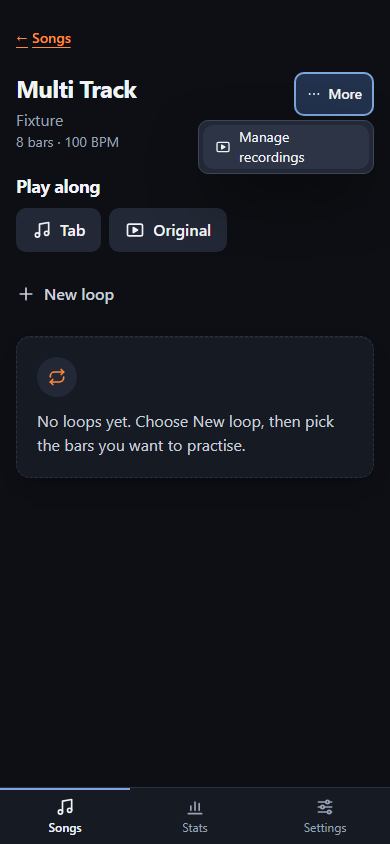 ← Songs
Multi Track
··· More
Fixture
8 bars · 100 BPM
Manage
recordings
Play along
Tab
Original
New loop
No loops yet. Choose New loop, then pick
the bars you want to practise.
Songs
Stats
Settings